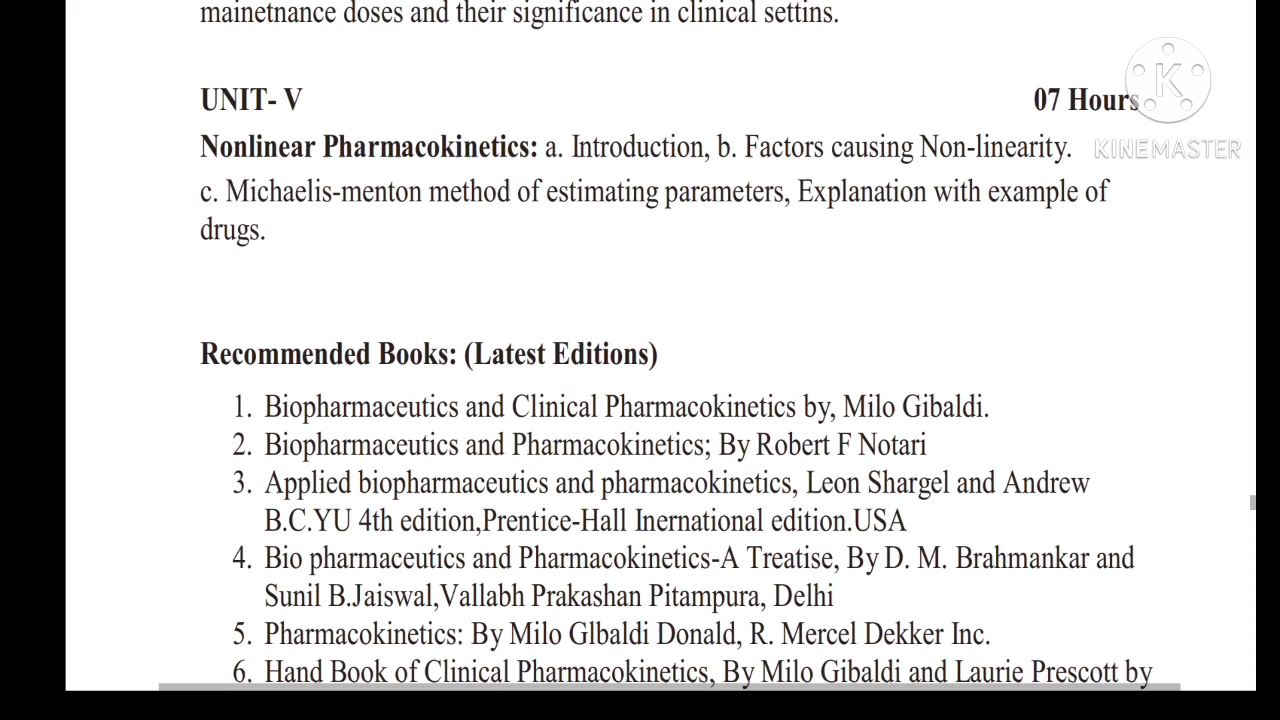 mainetnance doses and their significance in clinical settins.
UNIT- V 07 Hours
Nonlinear Pharmacokinetics: a. Introduction, b. Factors causing Non-linearity.
c. Michaelis-menton method of estimating parameters, Explanation with example of
drugs.
Recommended Books: (Latest Editions)
1. Biopharmaceutics and Clinical Pharmacokinetics by, Milo Gibaldi.
2. Biopharmaceutics and Pharmacokinetics; By Robert F Notari
3. Applied biopharmaceutics and pharmacokinetics, Leon Shargel and Andrew
B.C.YU 4th edition,Prentice-Hall Inernational edition.USA
4. Bio pharmaceutics and Pharmacokinetics-A Treatise, By D. M. Brahmankar and
Sunil B.Jaiswal,Vallabh Prakashan Pitampura, Delhi
5. Pharmacokinetics: By Milo Glbaldi Donald, R. Mercel Dekker Inc.
6. Hand Book of Clinical Pharmacokinetics, By Milo Gibaldi and Laurie Prescott by
K
KINEMASTER